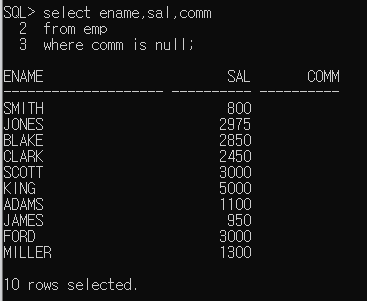 SQL> select ename,sal,comm
  2  from emp
  3  where comm is null;
ENAME                       SAL       COMM
-------------------- ---------- ----------
SMITH                       800
JONES                      2975
BLAKE                      2850
CLARK                      2450
SCOTT                      3000
KING                       5000
ADAMS                      1100
JAMES                       950
FORD                       3000
MILLER                     1300
10 rows selected.